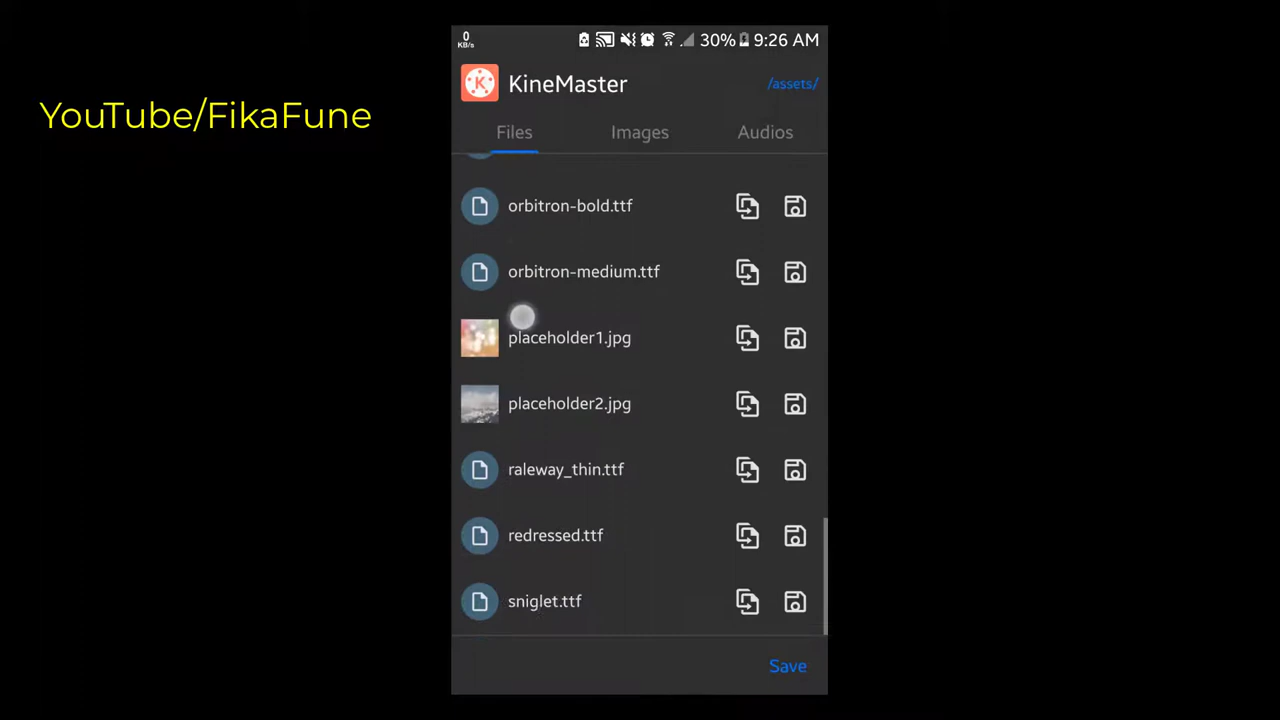 0
KB/s
30% 9:26 AM
K
KineMaster
/assets/
YouTube/FikaFune
Files Images Audios
orbitron-bold.ttf
orbitron-medium.ttf
placeholder1.jpg
placeholder2.jpg
raleway_thin.ttf
redressed.ttf
sniglet.ttf
Save